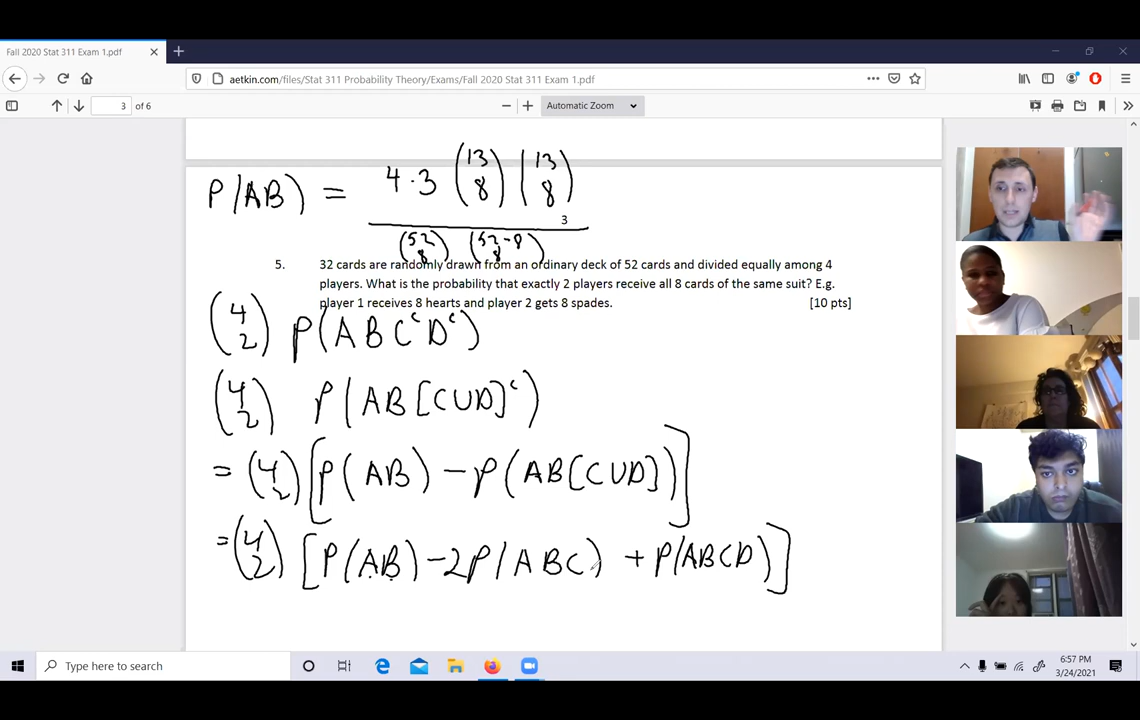 Fall 2020 Stat 311 Exam 1.pdf
aetkin.com/files/Stat 311 Probability Theory/Exams/Fall 2020 Stat 311 Exam 1.pdf
3 of 6
Automatic Zoom
P(AB) = 4·3 (13 8) (13 8)
3
(52 8) (52-8 8)
5. 32 cards are randomly drawn from an ordinary deck of 52 cards and divided equally among 4
players. What is the probability that exactly 2 players receive all 8 cards of the same suit? E.g.
player 1 receives 8 hearts and player 2 gets 8 spades. [10 pts]
(4 2) P(ABCᶜDᶜ)
(4 2) P(AB[CUD]ᶜ)
= (4 2) [P(AB) - P(AB[CUD])]
= (4 2) [P(AB) - 2P(ABC) + P(ABCD)]
Type here to search
6:57 PM
3/24/2021